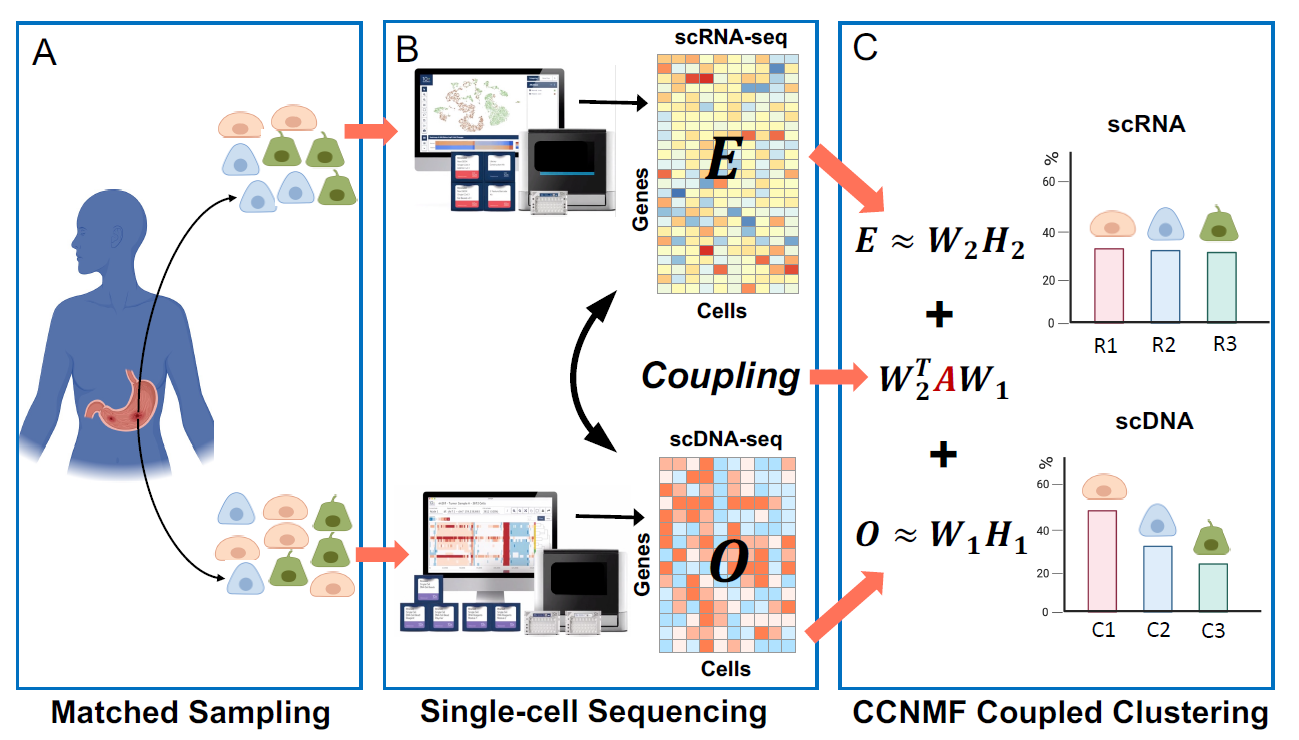 A
B
C
scRNA-seq
E
Genes
Cells
Coupling
scDNA-seq
O
Genes
Cells
E ≈ W₂H₂
+
W₂ᵀAW₁
+
O ≈ W₁H₁
scRNA
%
60
40
20
0
R1 R2 R3
scDNA
%
60
40
20
0
C1 C2 C3
Matched Sampling
Single-cell Sequencing
CCNMF Coupled Clustering